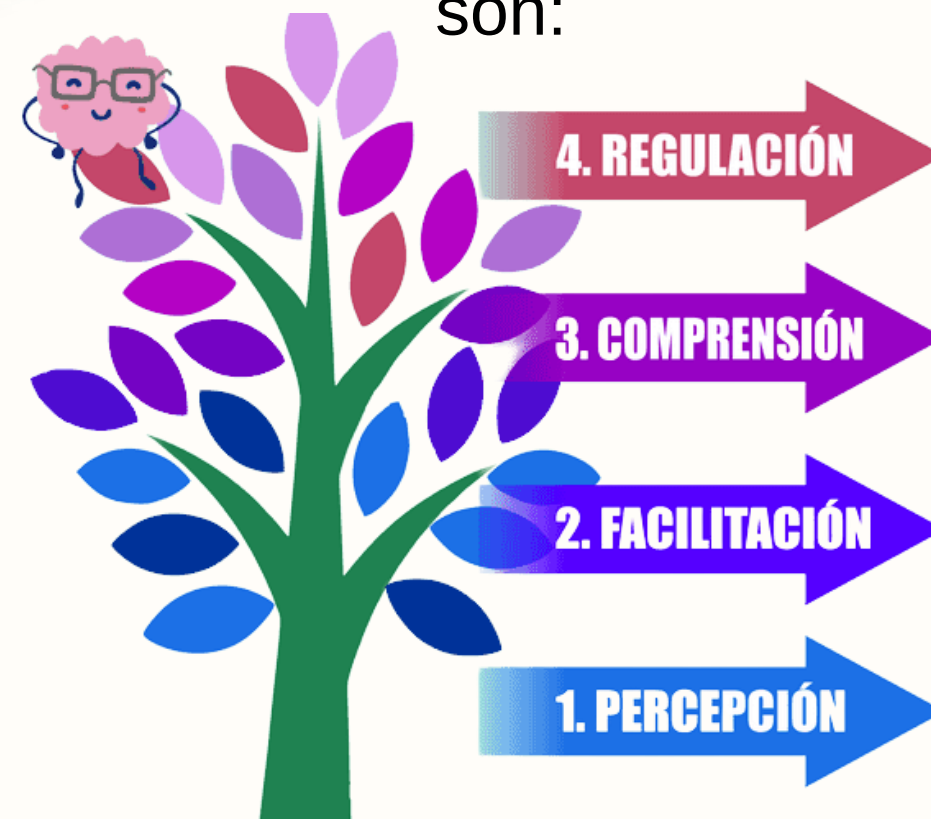 son:
4. REGULACIÓN
3. COMPRENSIÓN
2. FACILITACIÓN
1. PERCEPCIÓN